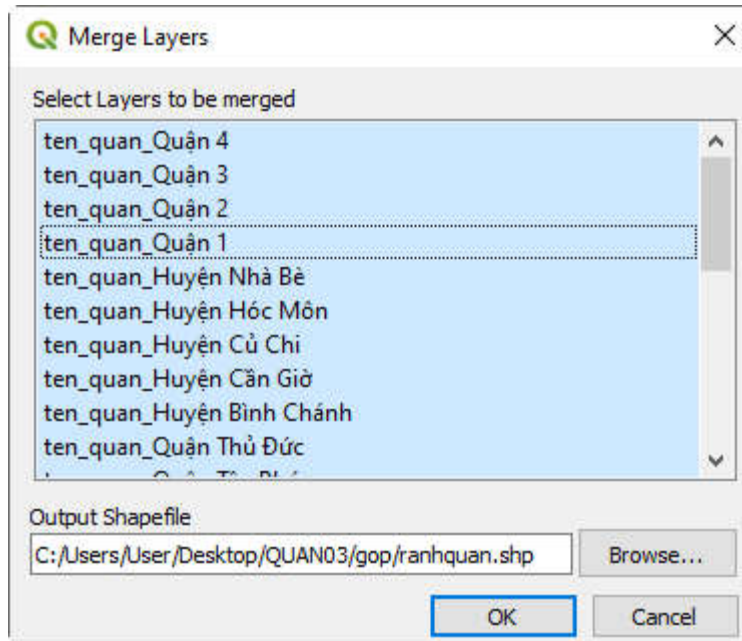 Merge Layers
Select Layers to be merged
ten_quan_Quận 4
ten_quan_Quận 3
ten_quan_Quận 2
ten_quan_Quận 1
ten_quan_Huyện Nhà Bè
ten_quan_Huyện Hóc Môn
ten_quan_Huyện Củ Chi
ten_quan_Huyện Cần Giờ
ten_quan_Huyện Bình Chánh
ten_quan_Quận Thủ Đức
Output Shapefile
C:/Users/User/Desktop/QUAN03/gop/ranhquan.shp
Browse...
OK
Cancel